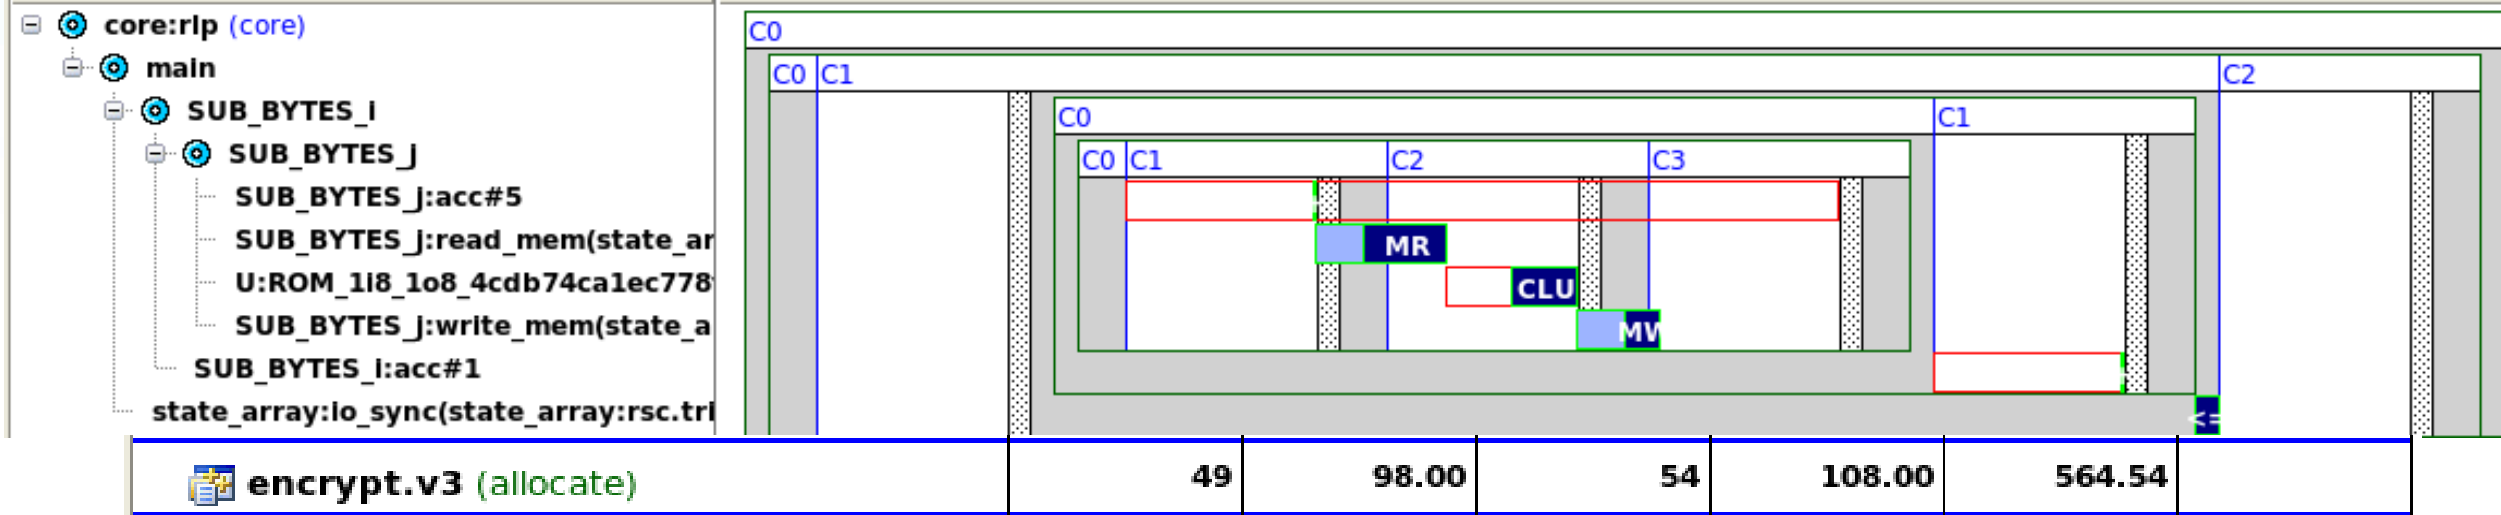 core:rlp (core) C0
main C0 C1 C2
SUB_BYTES_i C0 C1
SUB_BYTES_j C0 C1 C2 C3
SUB_BYTES_j:acc#5
SUB_BYTES_j:read_mem(state_ar MR
U:ROM_1i8_1o8_4cdb74ca1ec778 CLU
SUB_BYTES_j:write_mem(state_a MW
SUB_BYTES_i:acc#1
state_array:io_sync(state_array:rsc.tri <=
encrypt.v3 (allocate) 49 98.00 54 108.00 564.54